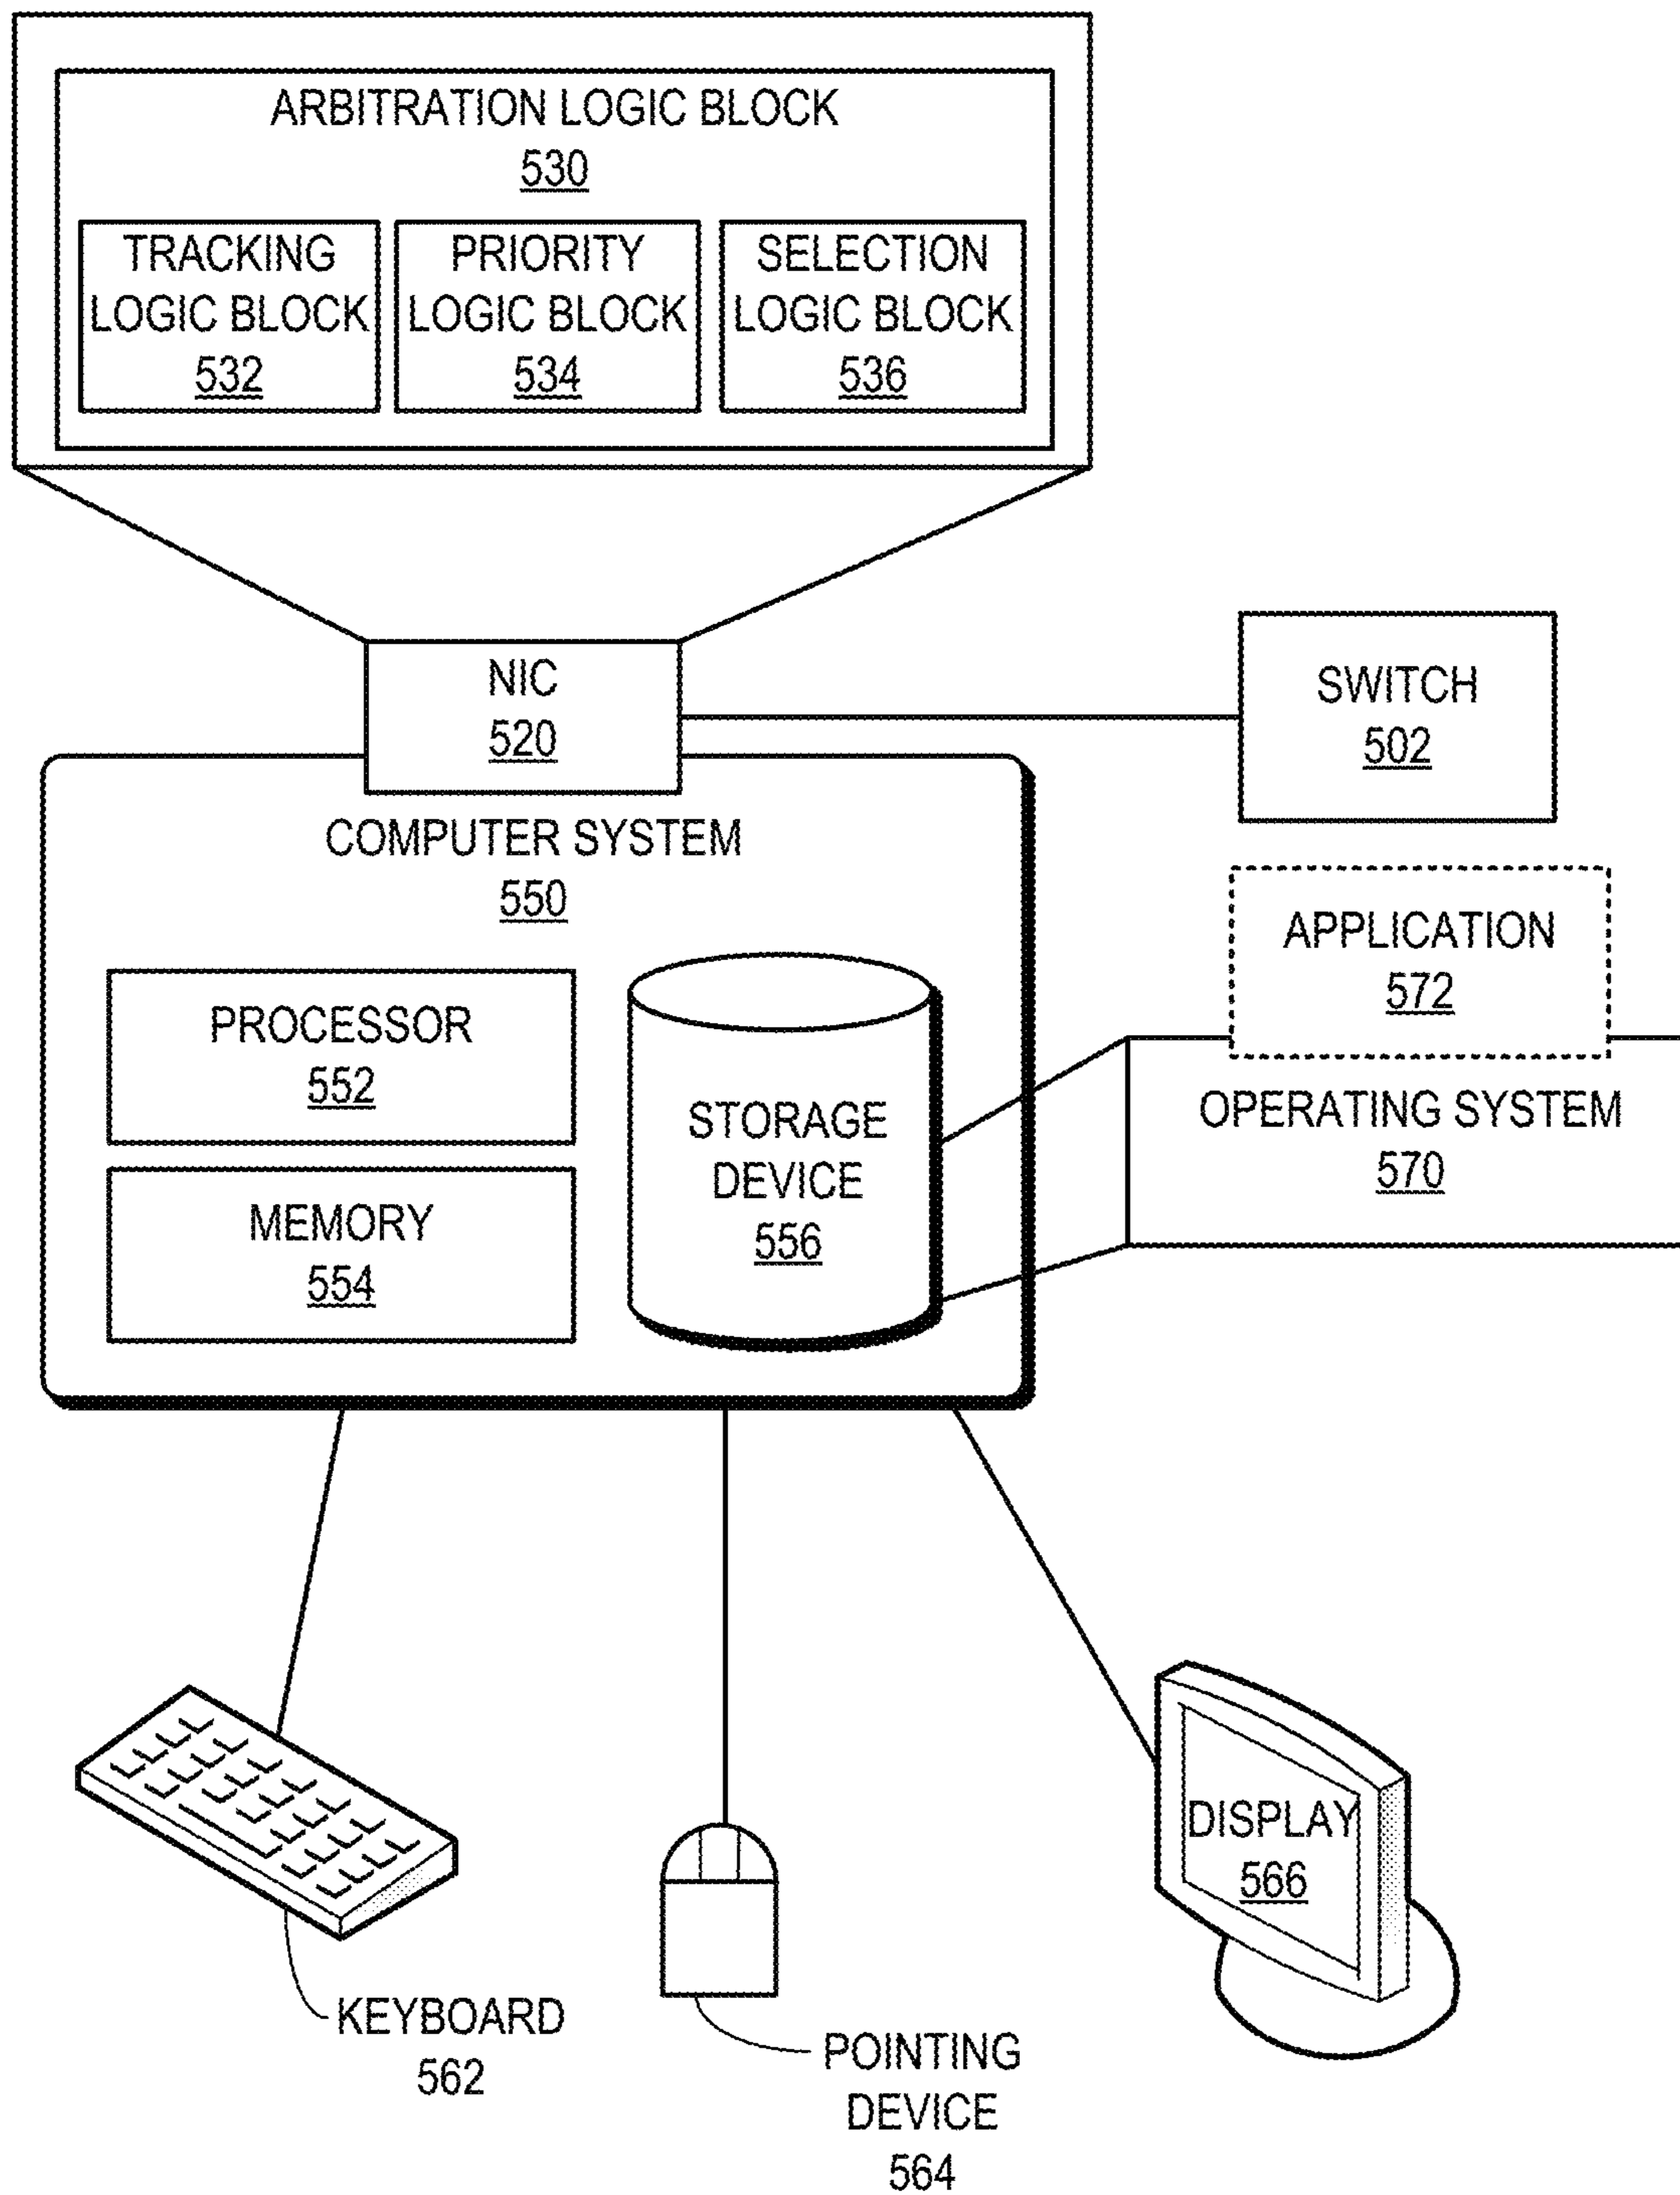 ARBITRATION LOGIC BLOCK
530
TRACKING
LOGIC BLOCK
532
PRIORITY
LOGIC BLOCK
534
SELECTION
LOGIC BLOCK
536
NIC
520
SWITCH
502
COMPUTER SYSTEM
550
APPLICATION
572
PROCESSOR
552
STORAGE
DEVICE
556
OPERATING SYSTEM
570
MEMORY
554
DISPLAY
566
KEYBOARD
562
POINTING
DEVICE
564